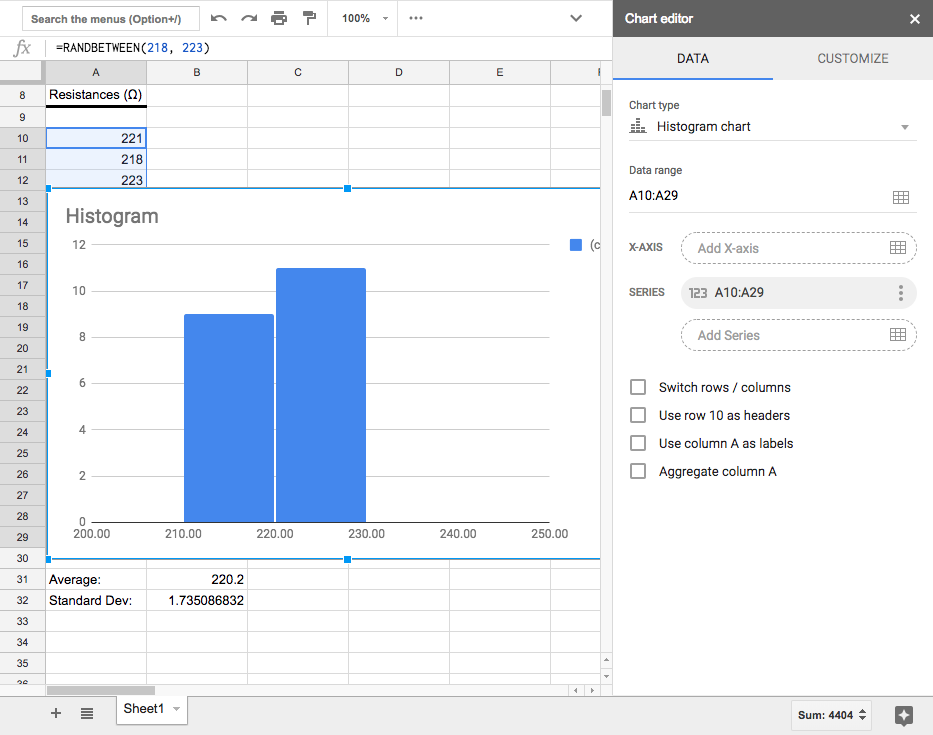 Search the menus (Option+/)
100%
Chart editor
fx
=RANDBETWEEN(218, 223)
DATA
CUSTOMIZE
A B C D E
8 Resistances (Ω)
9
10 221
11 218
12 223
13
14
15
16
17
18
19
20
21
22
23
24
25
26
27
28
29
30
Histogram
12
10
8
6
4
2
0
200.00 210.00 220.00 230.00 240.00 250.00
(c
31 Average: 220.2
32 Standard Dev: 1.735086832
33
34
35
36
Chart type
Histogram chart
Data range
A10:A29
X-AXIS Add X-axis
SERIES 123 A10:A29
Add Series
Switch rows / columns
Use row 10 as headers
Use column A as labels
Aggregate column A
Sheet1
Sum: 4404